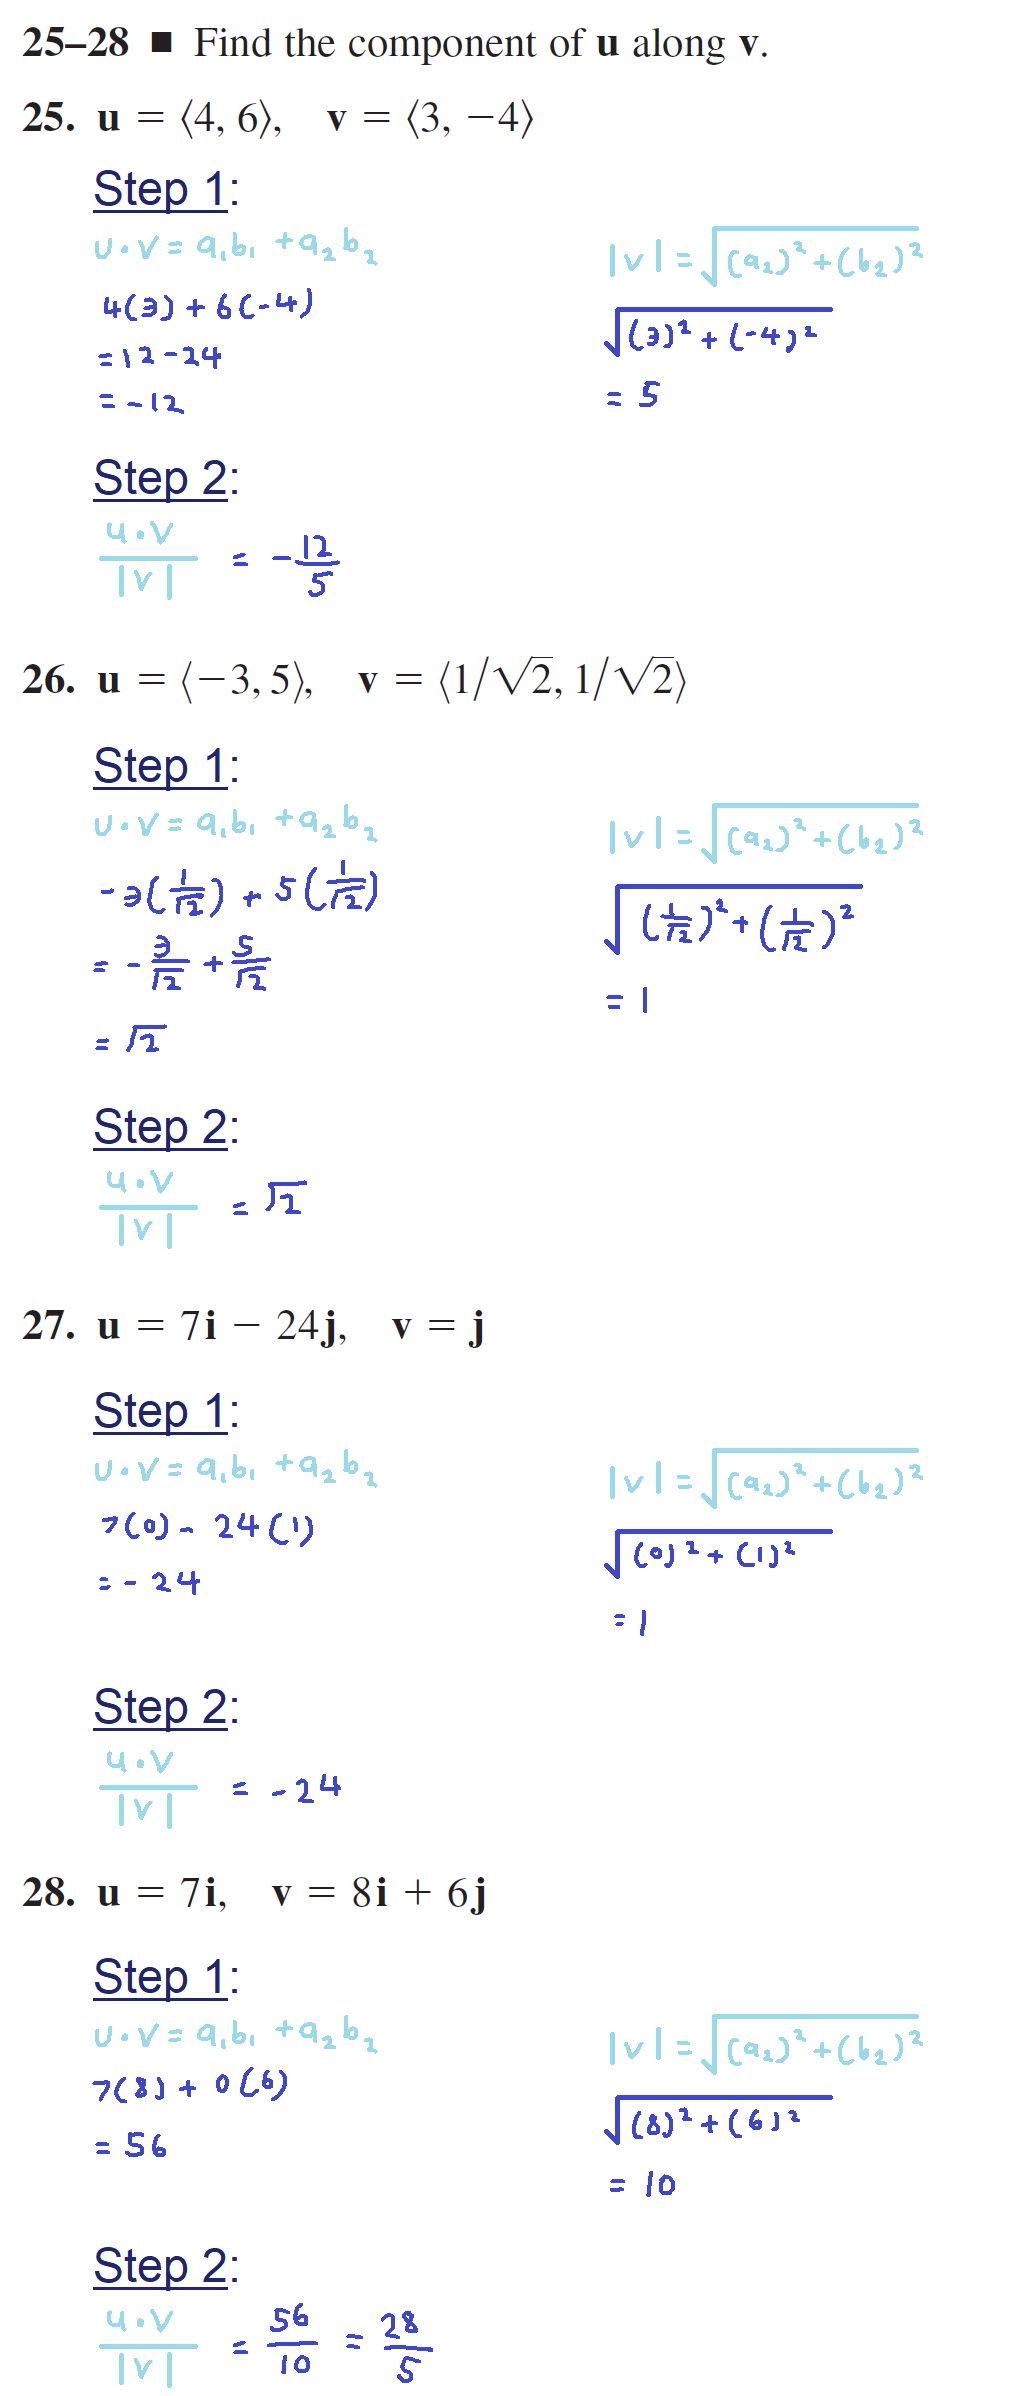 25–28 ■ Find the component of u along v.
25. u = ⟨4, 6⟩, v = ⟨3, −4⟩
Step 1:
u · v = a₁b₁ + a₂b₂
|v| = √(a₂)² + (b₂)²
4(3) + 6(-4)
√(3)² + (-4)²
= 12 - 24
= -12
= 5
Step 2:
u · v / |v| = -12/5
26. u = ⟨−3, 5⟩, v = ⟨1/√2, 1/√2⟩
Step 1:
u · v = a₁b₁ + a₂b₂
|v| = √(a₂)² + (b₂)²
-3(1/√2) + 5(1/√2)
√(1/√2)² + (1/√2)²
= -3/√2 + 5/√2
= 1
= √2
Step 2:
u · v / |v| = √2
27. u = 7i − 24j, v = j
Step 1:
u · v = a₁b₁ + a₂b₂
|v| = √(a₂)² + (b₂)²
7(0) - 24(1)
√(0)² + (1)²
= -24
= 1
Step 2:
u · v / |v| = -24
28. u = 7i, v = 8i + 6j
Step 1:
u · v = a₁b₁ + a₂b₂
|v| = √(a₂)² + (b₂)²
7(8) + 0(6)
√(8)² + (6)²
= 56
= 10
Step 2:
u · v / |v| = 56/10 = 28/5